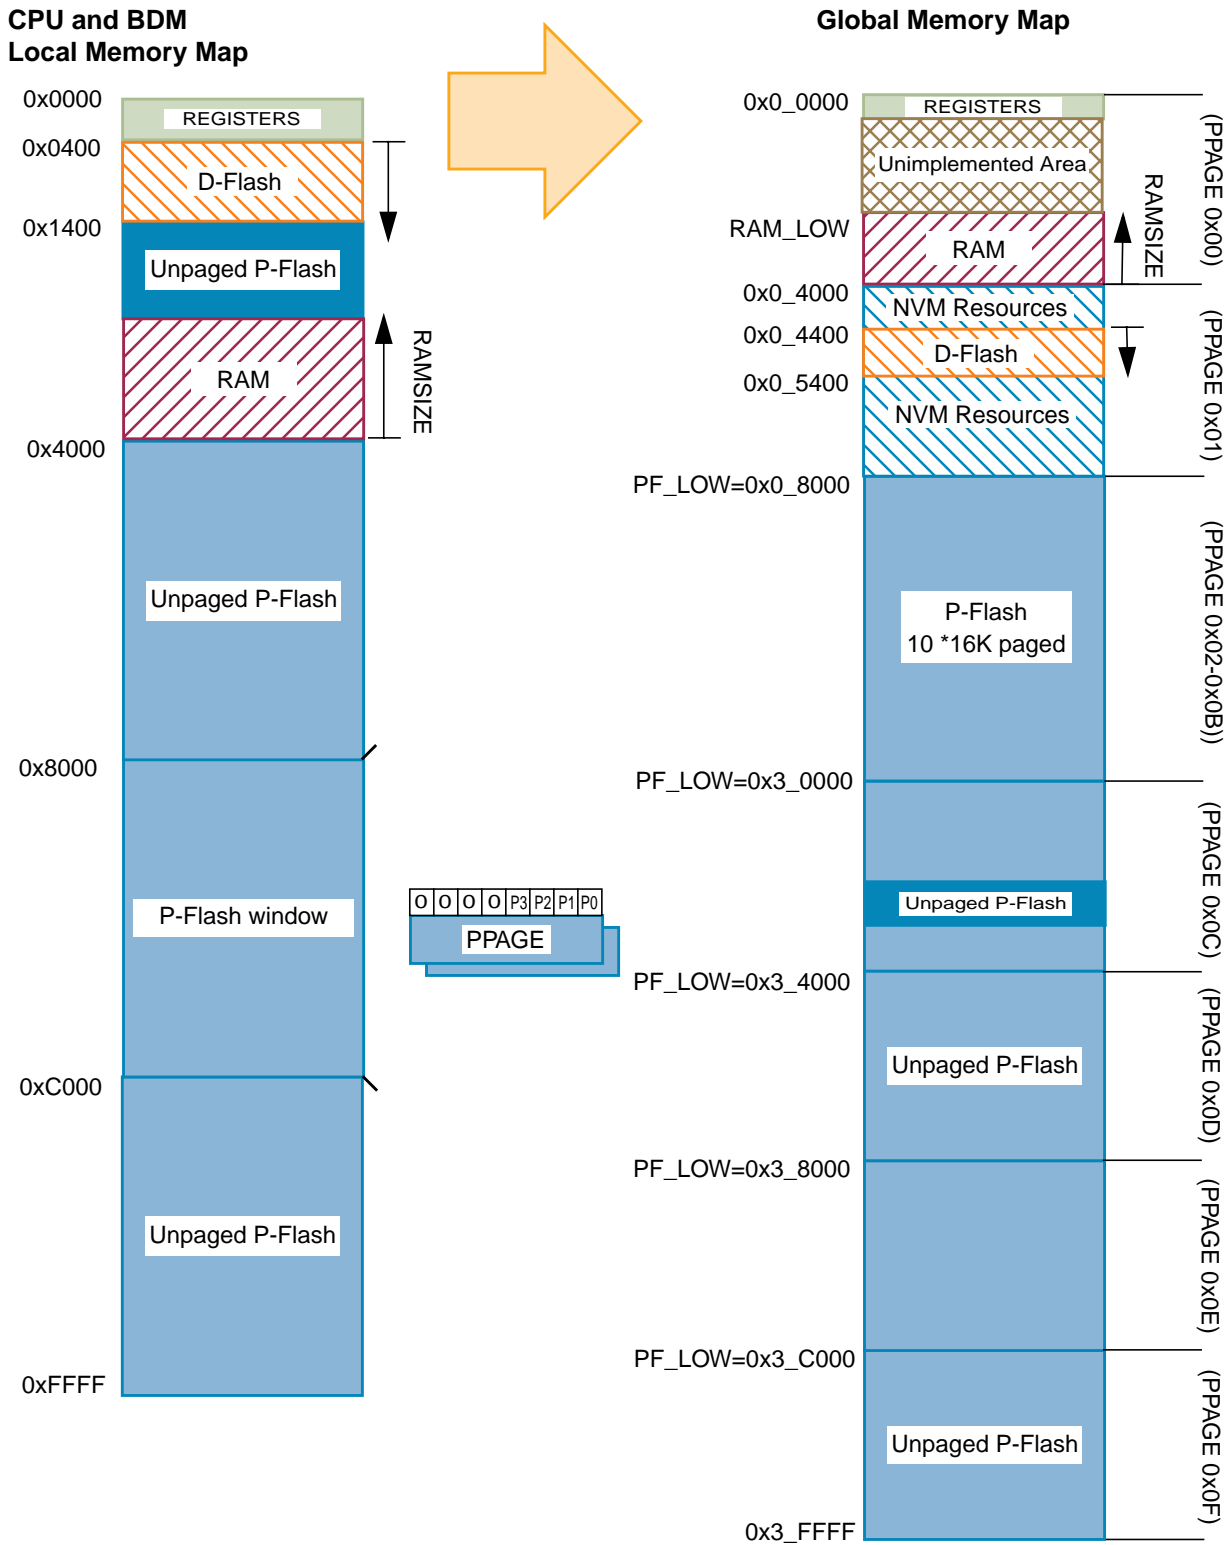 CPU and BDM
Local Memory Map
0x0000
REGISTERS
0x0400
D-Flash
0x1400
Unpaged P-Flash
RAM
RAMSIZE
0x4000
Unpaged P-Flash
0x8000
P-Flash window
0xC000
Unpaged P-Flash
0xFFFF
0 0 0 0 P3 P2 P1 P0
PPAGE
Global Memory Map
0x0_0000
REGISTERS
Unimplemented Area
(PPAGE 0x00)
RAM_LOW
RAM
RAMSIZE
0x0_4000
NVM Resources
0x0_4400
D-Flash
(PPAGE 0x01)
0x0_5400
NVM Resources
PF_LOW=0x0_8000
P-Flash
10 *16K paged
(PPAGE 0x02-0x0B))
PF_LOW=0x3_0000
Unpaged P-Flash
(PPAGE 0x0C)
PF_LOW=0x3_4000
Unpaged P-Flash
(PPAGE 0x0D)
PF_LOW=0x3_8000
(PPAGE 0x0E)
PF_LOW=0x3_C000
Unpaged P-Flash
(PPAGE 0x0F)
0x3_FFFF